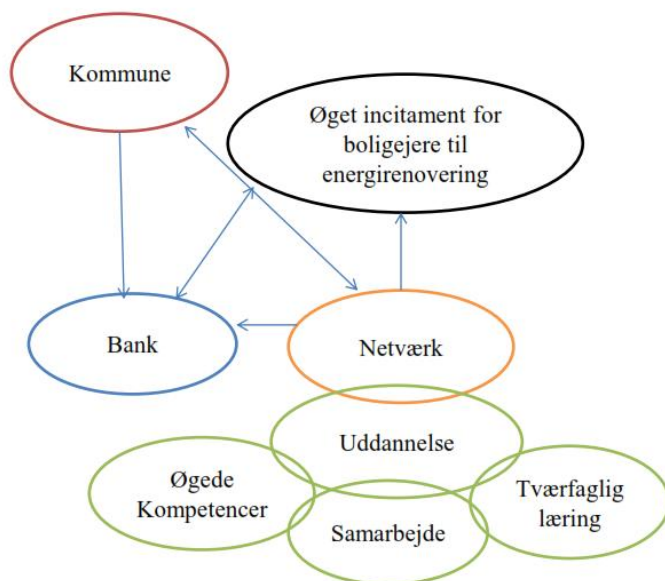 Kommune
Øget incitament for
boligejere til
energirenovering
Bank
Netværk
Uddannelse
Øgede
Kompetencer
Tværfaglig
læring
Samarbejde